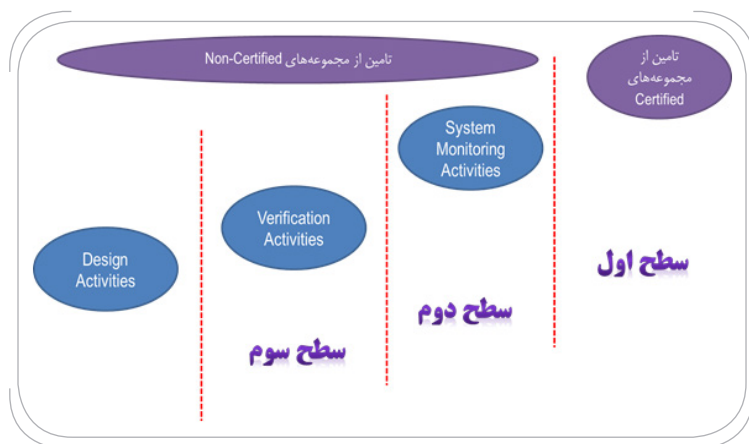 تامین از مجموعه‌های Non-Certified
تامین از
مجموعه‌های
Certified
System
Monitoring
Activities
Verification
Activities
Design
Activities
سطح اول
سطح دوم
سطح سوم